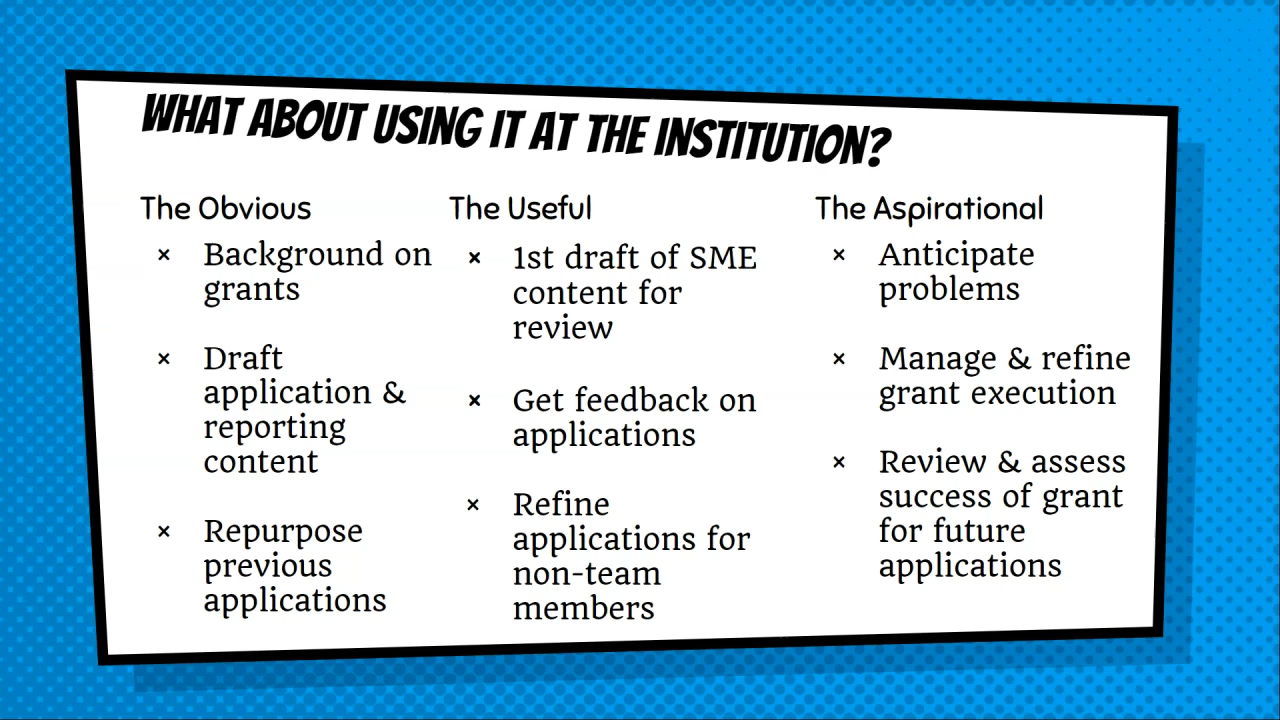 WHAT ABOUT USING IT AT THE INSTITUTION?
The Obvious
× Background on
grants
× Draft
application &
reporting
content
× Repurpose
previous
applications
The Useful
× 1st draft of SME
content for
review
× Get feedback on
applications
× Refine
applications for
non-team
members
The Aspirational
× Anticipate
problems
× Manage & refine
grant execution
× Review & assess
success of grant
for future
applications